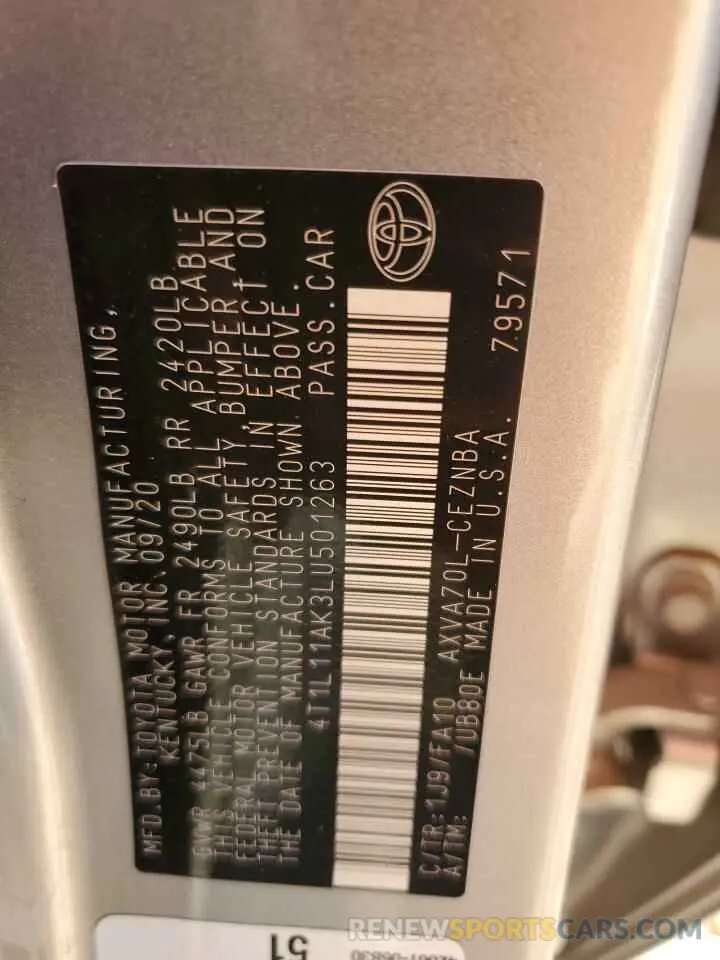 MFD.BY:TOYOTA MOTOR MANUFACTURING,
KENTUCKY, INC. 09/20
GVWR 4475LB GAWR FR 2490LB RR 2420LB
THIS VEHICLE CONFORMS TO ALL APPLICABLE
FEDERAL MOTOR VEHICLE SAFETY, BUMPER, AND
THEFT PREVENTION STANDARDS IN EFFECT ON
THE DATE OF MANUFACTURE SHOWN ABOVE.
4T1L11AK3LU501263 PASS.CAR
C/TR:1J9/FA10 AXVA70L-CEZNBA
A/TM: /UB80E MADE IN U.S.A. 79571
51
RENEWSPORTSCARS.COM